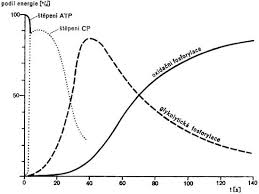 podíl energie [%]
štěpení ATP
štěpení CP
100
50
0
oxidační fosforylace
glykolytická fosforylace
0 20 40 60 80 100 120 140
t [s]